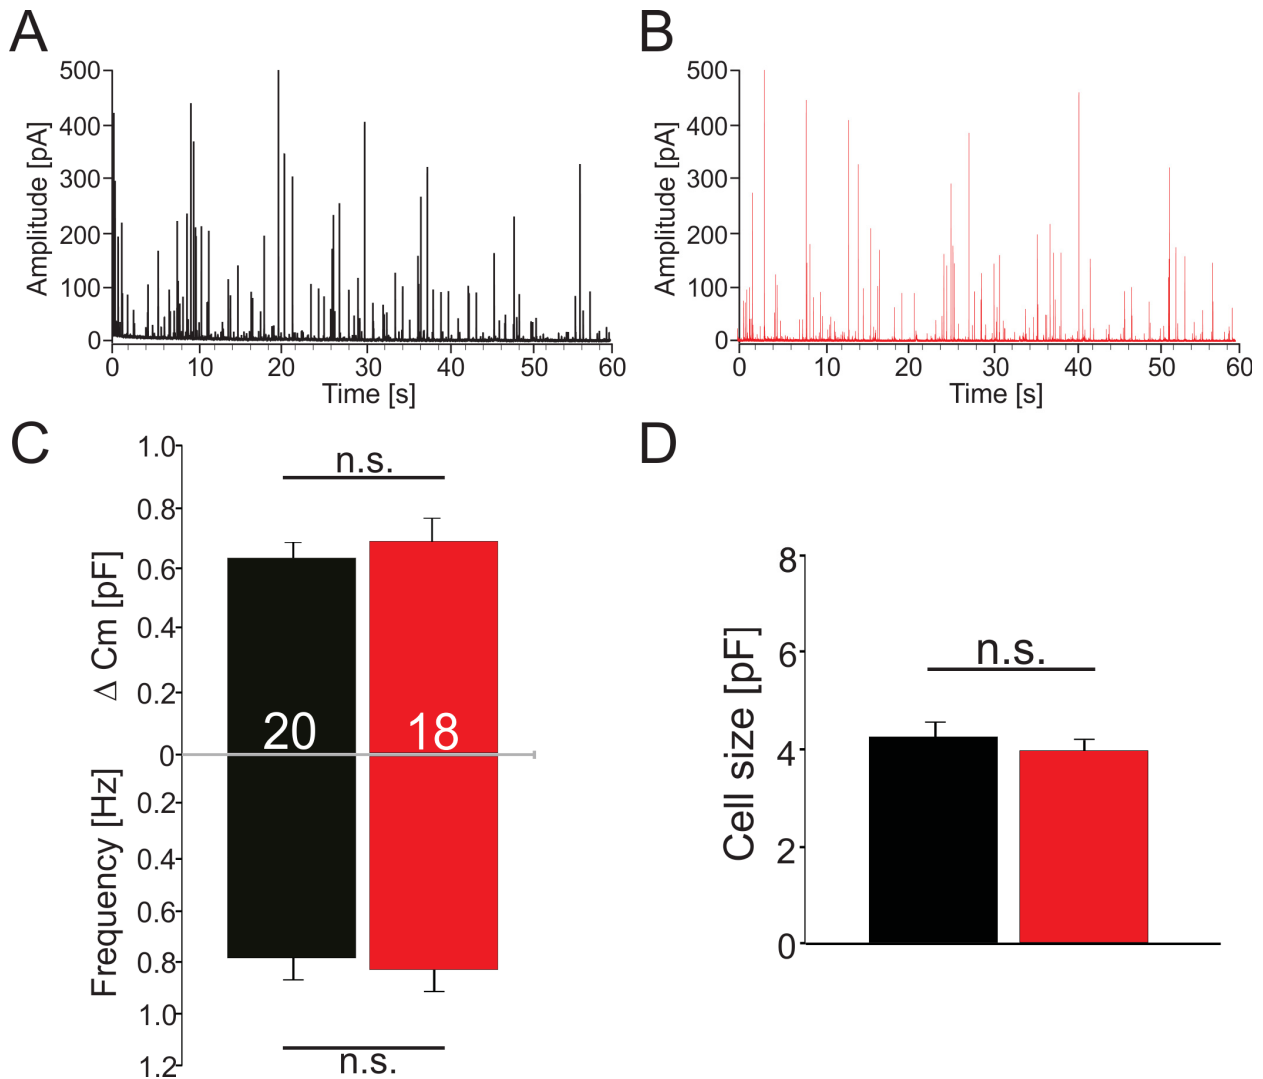 A
500
400
300
200
100
0
Amplitude [pA]
0 10 20 30 40 50 60
Time [s]
B
500
400
300
200
100
0
Amplitude [pA]
0 10 20 30 40 50 60
Time [s]
C
1.0
0.8
0.6
0.4
0.2
0
0.2
0.4
0.6
0.8
1.0
1.2
Δ Cm [pF]
Frequency [Hz]
n.s.
20 18
n.s.
D
8
6
4
2
0
Cell size [pF]
n.s.